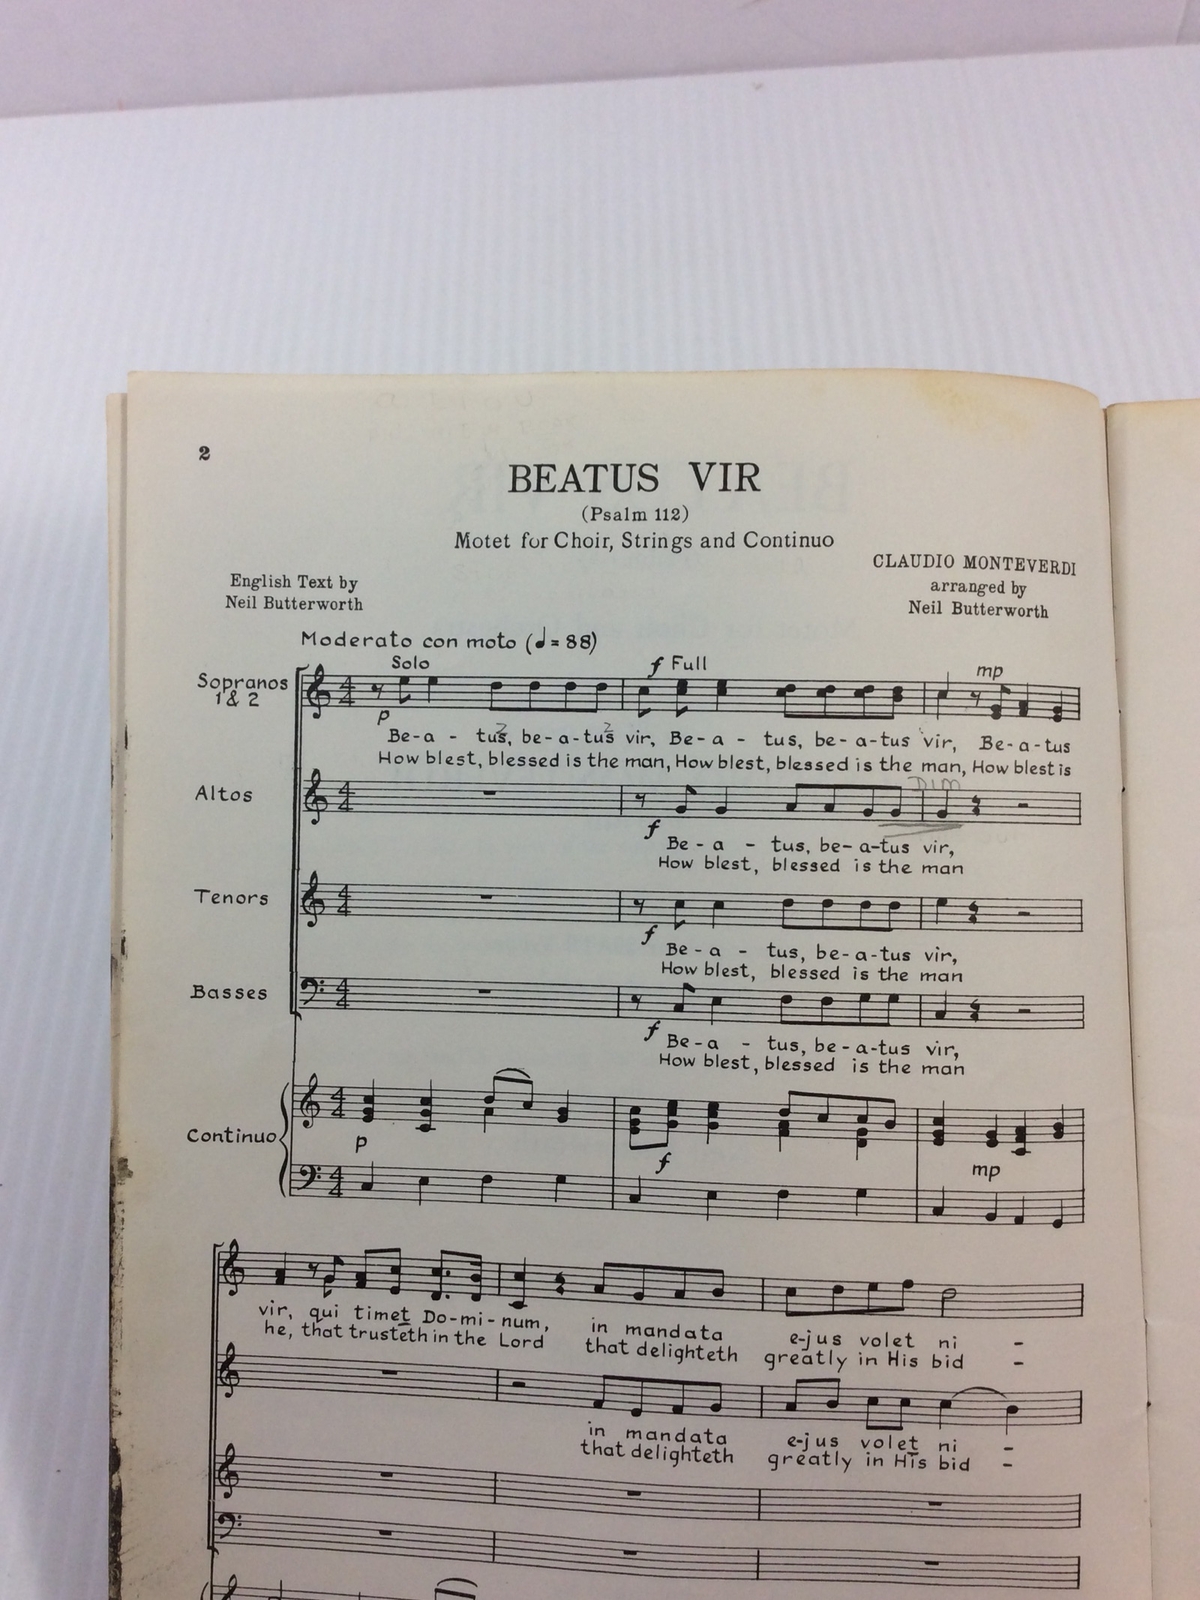 2
BEATUS VIR
(Psalm 112)
Motet for Choir, Strings and Continuo
CLAUDIO MONTEVERDI
arranged by
Neil Butterworth
English Text by
Neil Butterworth
Moderato con moto (♩= 88)
Solo
f Full
mp
Sopranos
1 & 2
p
Be-a - tus, be-a-tus vir, Be-a - tus, be-a-tus vir, Be-a-tus
How blest, blessed is the man, How blest, blessed is the man, How blest is
DIM
Altos
f
Be-a - tus, be-a-tus vir,
How blest, blessed is the man
Tenors
f
Be-a - tus, be-a-tus vir,
How blest, blessed is the man
Basses
f
Be-a - tus, be-a-tus vir,
How blest, blessed is the man
Continuo
p
f
mp
vir, qui timet Do-mi-num, in mandata e-jus volet ni -
he, that trusteth in the Lord that delighteth greatly in His bid -
in mandata e-jus volet ni -
that delighteth greatly in His bid -